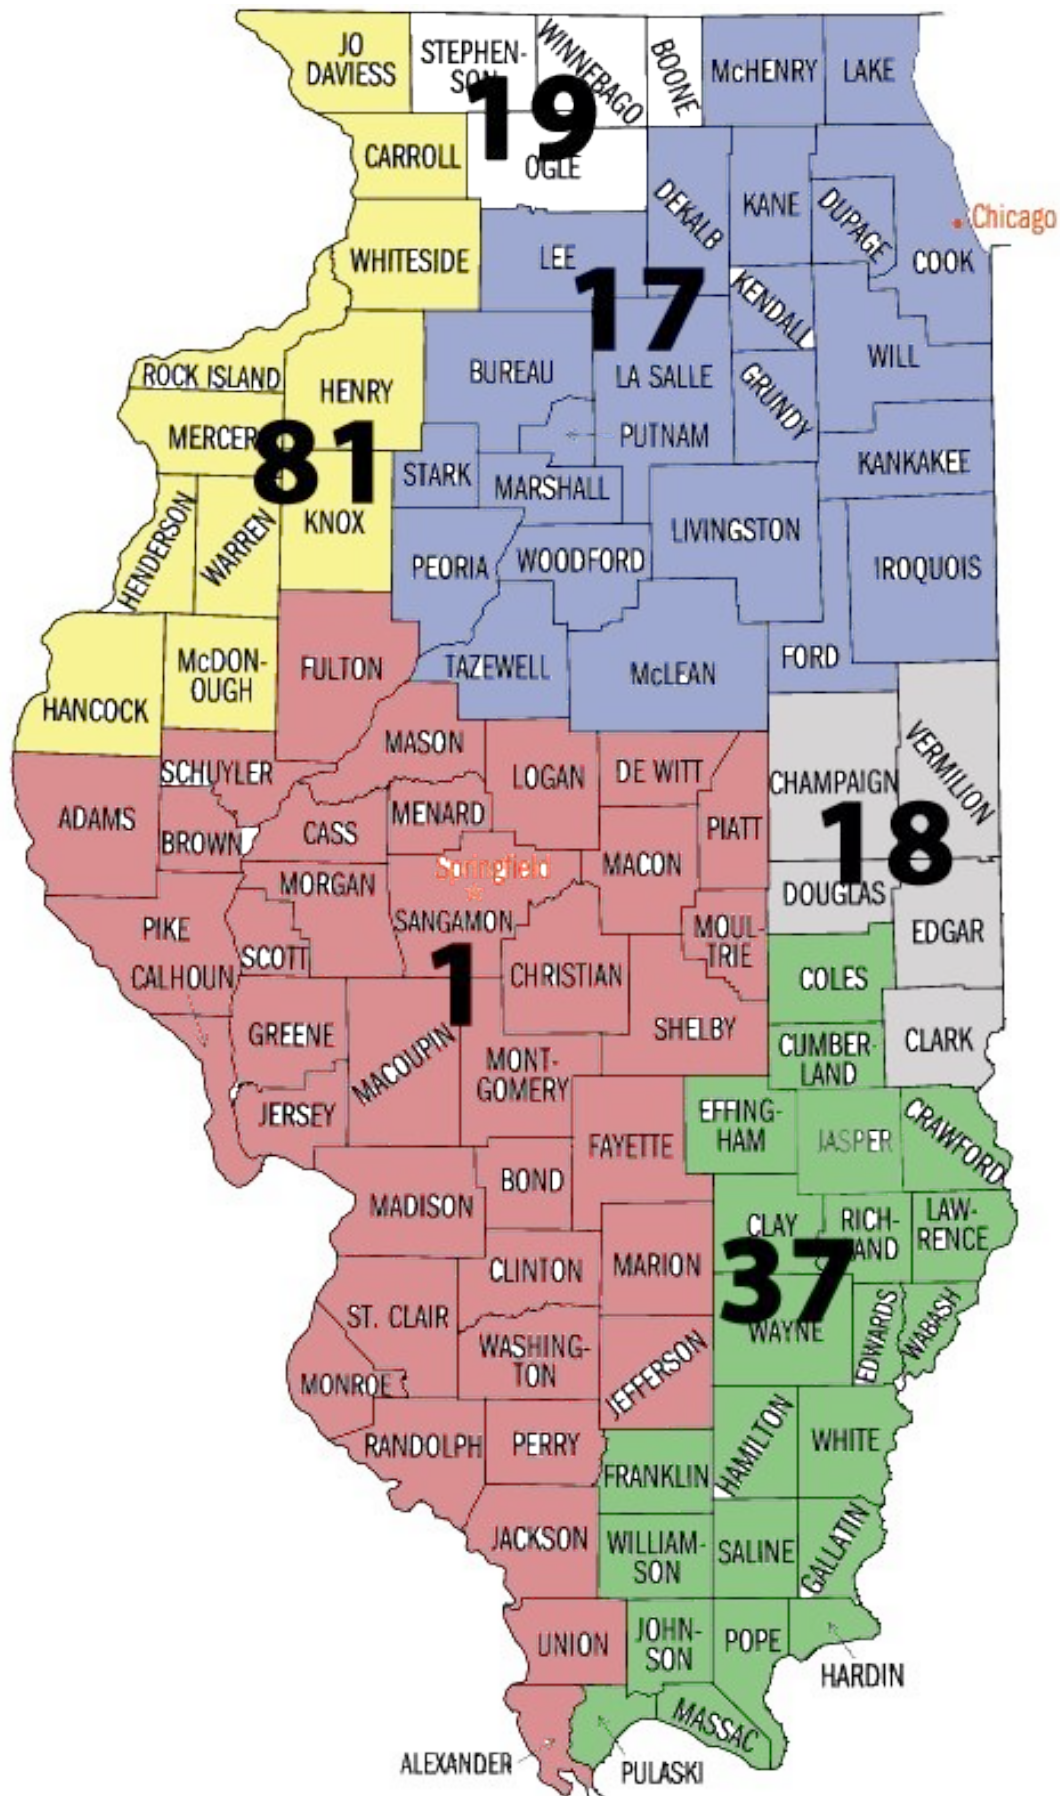 JO
DAVIESS
STEPHEN-
SON
WINNEBAGO
BOONE
McHENRY
LAKE
19
CARROLL
OGLE
DEKALB
KANE
DUPAGE
Chicago
COOK
WHITESIDE
LEE
17
KENDALL
WILL
ROCK ISLAND
HENRY
BUREAU
LA SALLE
GRUNDY
MERCER
81
PUTNAM
KANKAKEE
STARK
MARSHALL
HENDERSON
WARREN
KNOX
LIVINGSTON
PEORIA
WOODFORD
IROQUOIS
HANCOCK
McDON-
OUGH
FULTON
TAZEWELL
McLEAN
FORD
MASON
SCHUYLER
LOGAN
DE WITT
CHAMPAIGN
VERMILION
ADAMS
BROWN
CASS
MENARD
PIATT
18
Springfield
MACON
MORGAN
DOUGLAS
PIKE
SANGAMON
MOUL-
TRIE
EDGAR
SCOTT
CALHOUN
1
CHRISTIAN
COLES
GREENE
MACOUPIN
SHELBY
CUMBER-
LAND
CLARK
MONT-
GOMERY
JERSEY
FAYETTE
EFFING-
HAM
JASPER
CRAWFORD
MADISON
BOND
CLAY
RICH-
LAND
LAW-
RENCE
CLINTON
MARION
37
ST. CLAIR
WAYNE
EDWARDS
WABASH
WASHING-
TON
JEFFERSON
MONROE
RANDOLPH
PERRY
FRANKLIN
HAMILTON
WHITE
JACKSON
WILLIAM-
SON
SALINE
GALLATIN
UNION
JOHN-
SON
POPE
HARDIN
MASSAC
ALEXANDER
PULASKI